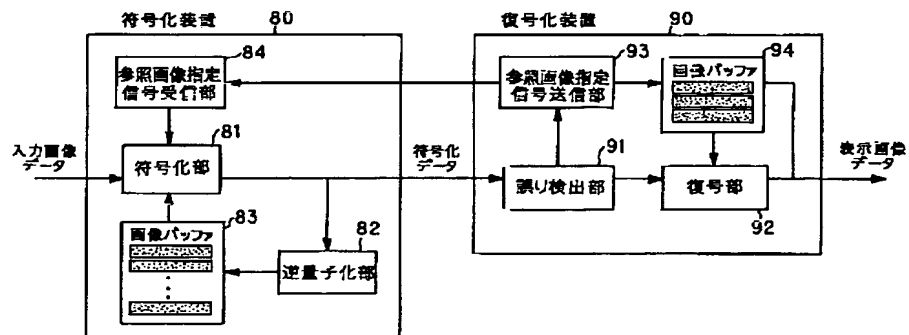 符号化装置
80
復号化装置
90
84
参照画像指定
信号受信部
93
参照画像指定
信号送信部
94
画像バッファ
入力画像
データ
81
符号化部
符号化
データ
91
誤り検出部
復号部
92
表示画像
データ
83
画像バッファ
82
逆量子化部